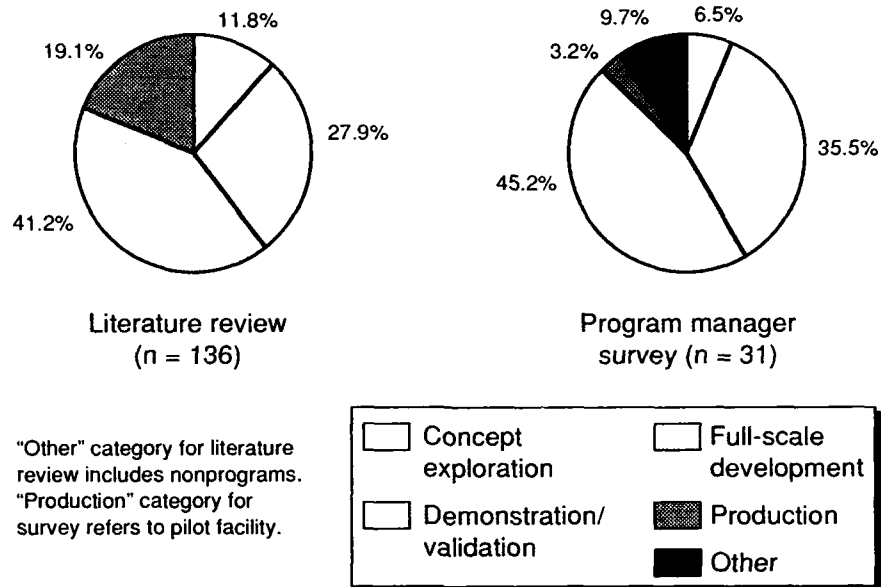 11.8%
19.1%
27.9%
41.2%
Literature review
(n = 136)
9.7%
6.5%
3.2%
35.5%
45.2%
Program manager
survey (n = 31)
"Other" category for literature
review includes nonprograms.
"Production" category for
survey refers to pilot facility.
Concept
exploration
Demonstration/
validation
Full-scale
development
Production
Other